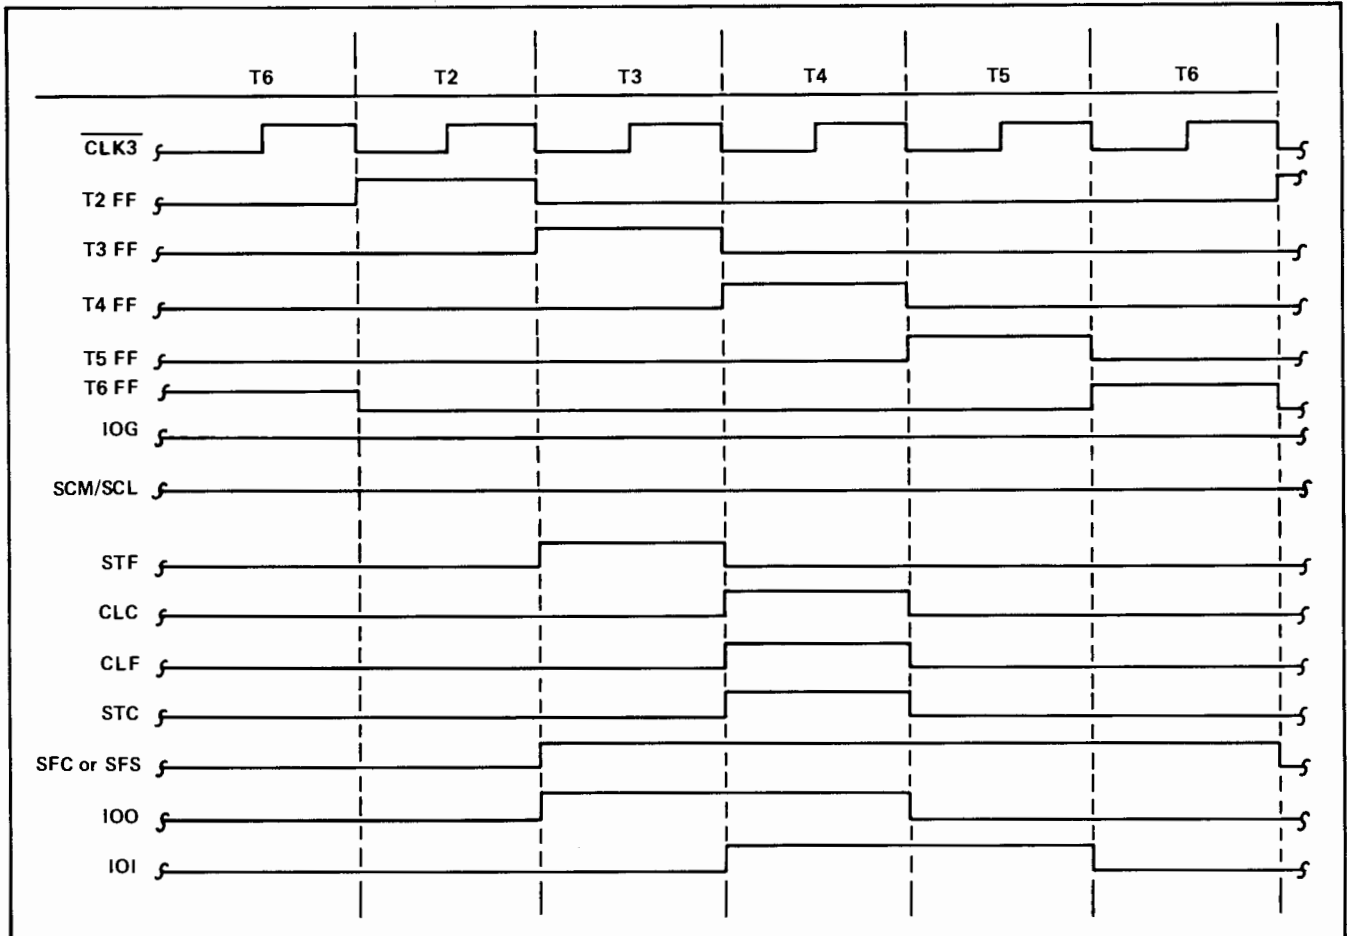 T6 T2 T3 T4 T5 T6
CLK3
T2 FF
T3 FF
T4 FF
T5 FF
T6 FF
IOG
SCM/SCL
STF
CLC
CLF
STC
SFC or SFS
IOO
IOI